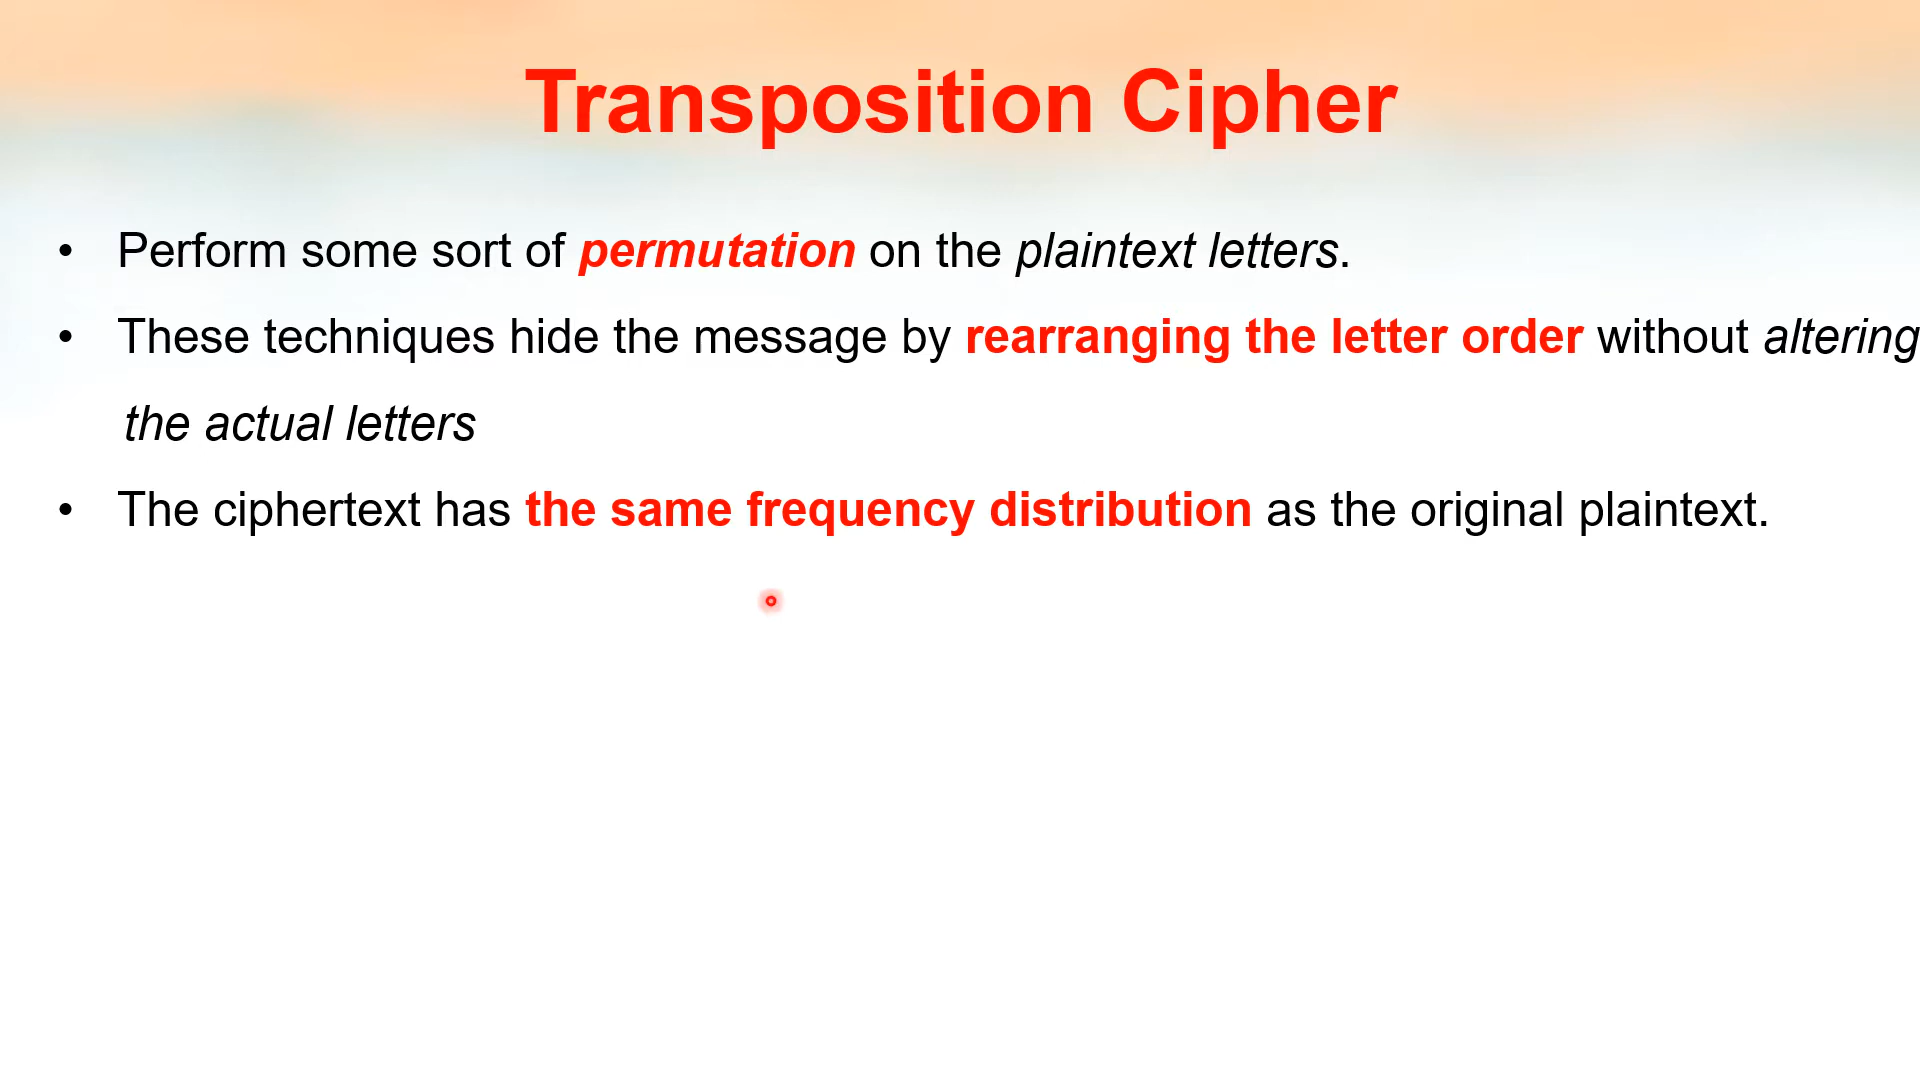 Transposition Cipher
• Perform some sort of permutation on the plaintext letters.
• These techniques hide the message by rearranging the letter order without altering
the actual letters
• The ciphertext has the same frequency distribution as the original plaintext.